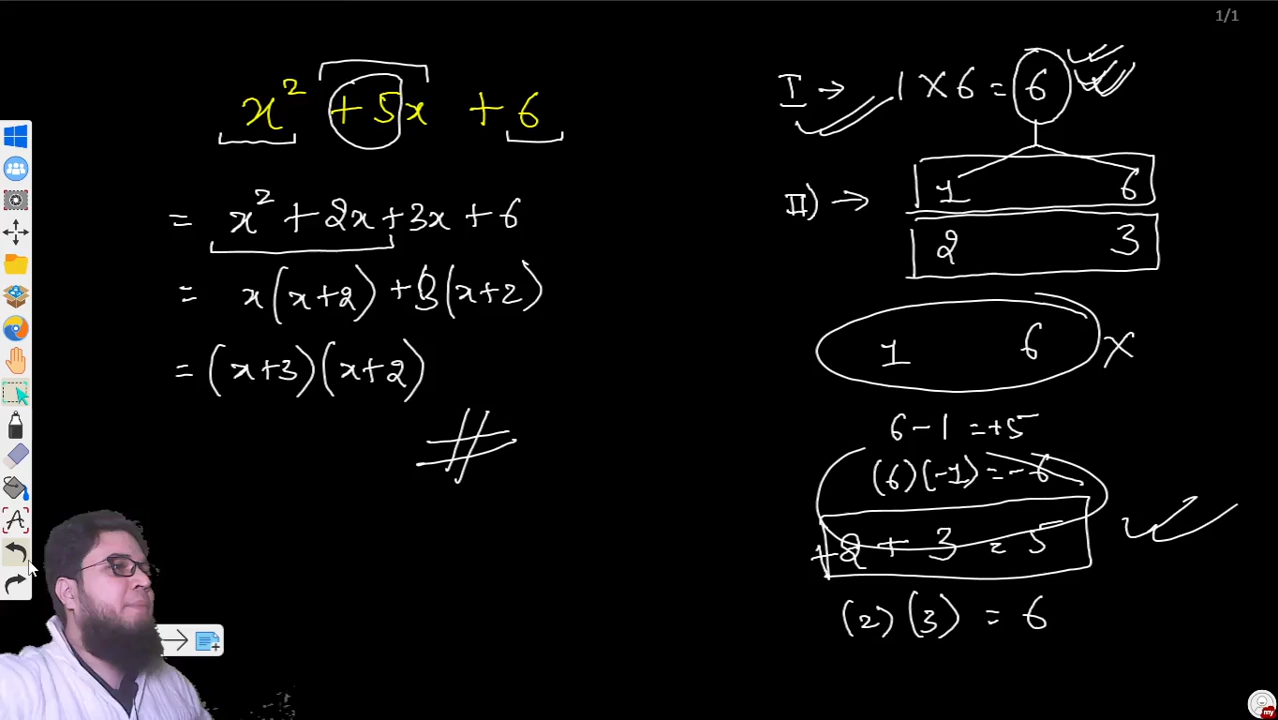 1/1
x² +5x + 6
= x² + 2x + 3x + 6
= x(x+2) + 3(x+2)
= (x+3)(x+2)
I → 1 X 6 = 6
II) → 1 6
2 3
1 6 X
6 - 1 = +5
(6)(-1) = -6
+2 + 3 = 5
(2)(3) = 6
A
my